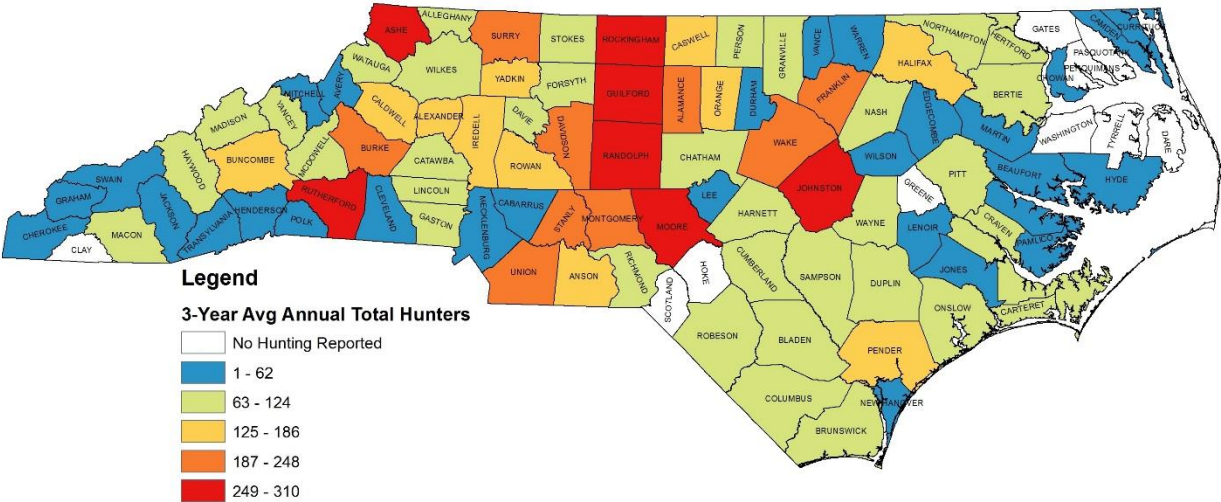 ASHE
ALLEGHANY
SURRY
STOKES
ROCKINGHAM
CASWELL
PERSON
GRANVILLE
VANCE
WARREN
NORTHAMPTON
HERTFORD
GATES
CAMDEN
CURRITUCK
PASQUOTANK
PERQUIMANS
CHOWAN
WATAUGA
WILKES
YADKIN
FORSYTH
GUILFORD
ALAMANCE
ORANGE
DURHAM
FRANKLIN
HALIFAX
BERTIE
MITCHELL
AVERY
CALDWELL
ALEXANDER
IREDELL
DAVIE
DAVIDSON
RANDOLPH
CHATHAM
WAKE
NASH
EDGECOMBE
MARTIN
WASHINGTON
TYRRELL
DARE
MADISON
YANCEY
MCDOWELL
BURKE
CATAWBA
ROWAN
HAYWOOD
BUNCOMBE
LINCOLN
JOHNSTON
WILSON
PITT
BEAUFORT
HYDE
SWAIN
GRAHAM
CHEROKEE
CLAY
MACON
JACKSON
TRANSYLVANIA
HENDERSON
POLK
RUTHERFORD
CLEVELAND
GASTON
MECKLENBURG
CABARRUS
STANLY
MONTGOMERY
MOORE
LEE
HARNETT
WAYNE
GREENE
LENOIR
CRAVEN
PAMLICO
JONES
UNION
ANSON
RICHMOND
SCOTLAND
HOKE
CUMBERLAND
SAMPSON
DUPLIN
ONSLOW
CARTERET
ROBESON
BLADEN
PENDER
COLUMBUS
NEW HANOVER
BRUNSWICK
Legend
3-Year Avg Annual Total Hunters
No Hunting Reported
1 - 62
63 - 124
125 - 186
187 - 248
249 - 310